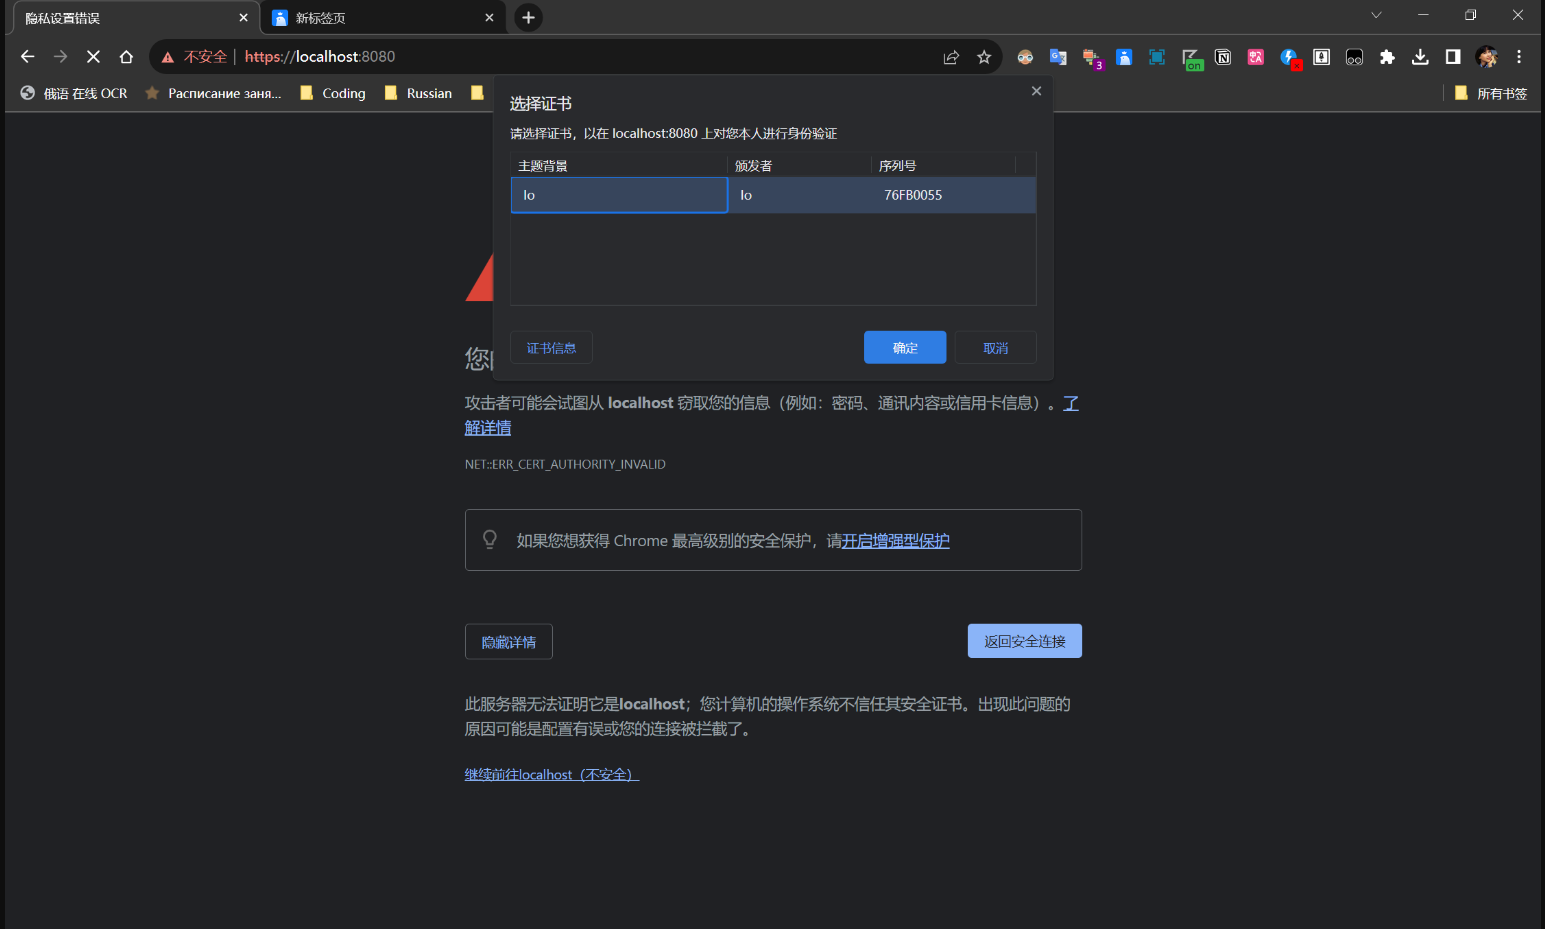 隐私设置错误
新标签页
不安全 | https://localhost:8080
3
on
俄语 在线 OCR
Расписание заня...
Coding
Russian
所有书签
选择证书
请选择证书，以在 localhost:8080 上对您本人进行身份验证
主题背景 颁发者 序列号
lo lo 76FB0055
证书信息 确定 取消
您
攻击者可能会试图从 localhost 窃取您的信息（例如：密码、通讯内容或信用卡信息）。了
解详情
NET::ERR_CERT_AUTHORITY_INVALID
如果您想获得 Chrome 最高级别的安全保护，请开启增强型保护
隐藏详情 返回安全连接
此服务器无法证明它是localhost；您计算机的操作系统不信任其安全证书。出现此问题的
原因可能是配置有误或您的连接被拦截了。
继续前往localhost（不安全）